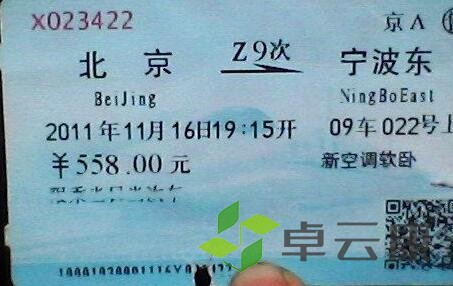 X023422 京A
北京 Z9次 宁波东
BeiJing NingBoEast
2011年11月16日19:15开 09车022号上
￥558.00元 新空调软卧
卓云